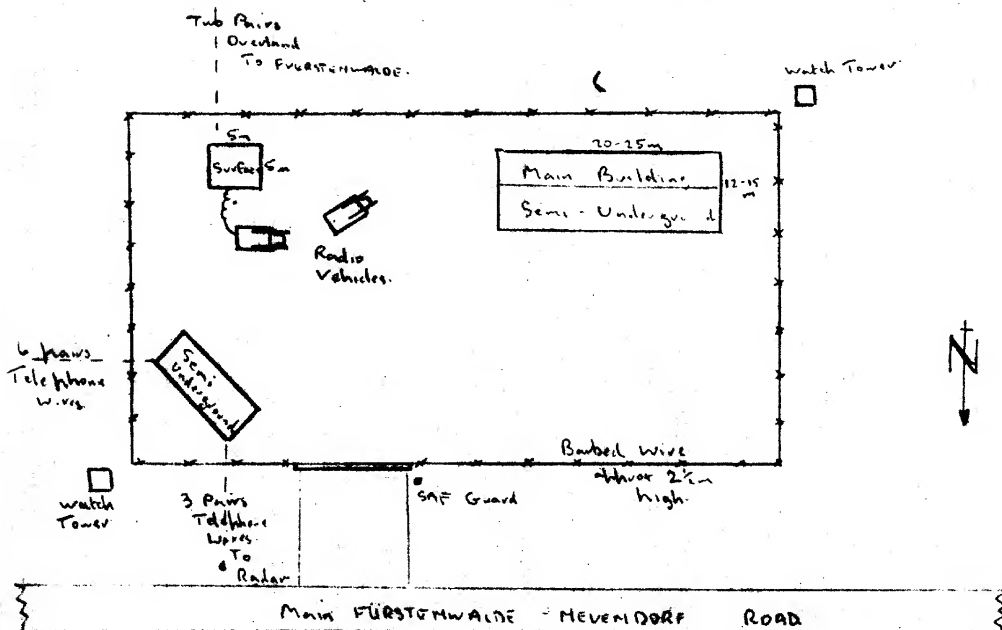 Two Pairs
Overland
To FUERSTENWALDE.
Watch Tower
5m
Surface 5m
20-25m
Main Building
12-15
m
Semi-Underground
Radio
Vehicles.
6 pairs
Telephone
Wires
Semi
Underground
N
Barbed Wire
approx 2½m
high.
SAF Guard
Watch
Tower
3 Pairs
Telephone
Wires
To
Radar
Main FÜRSTENWALDE - NEUENDORF ROAD